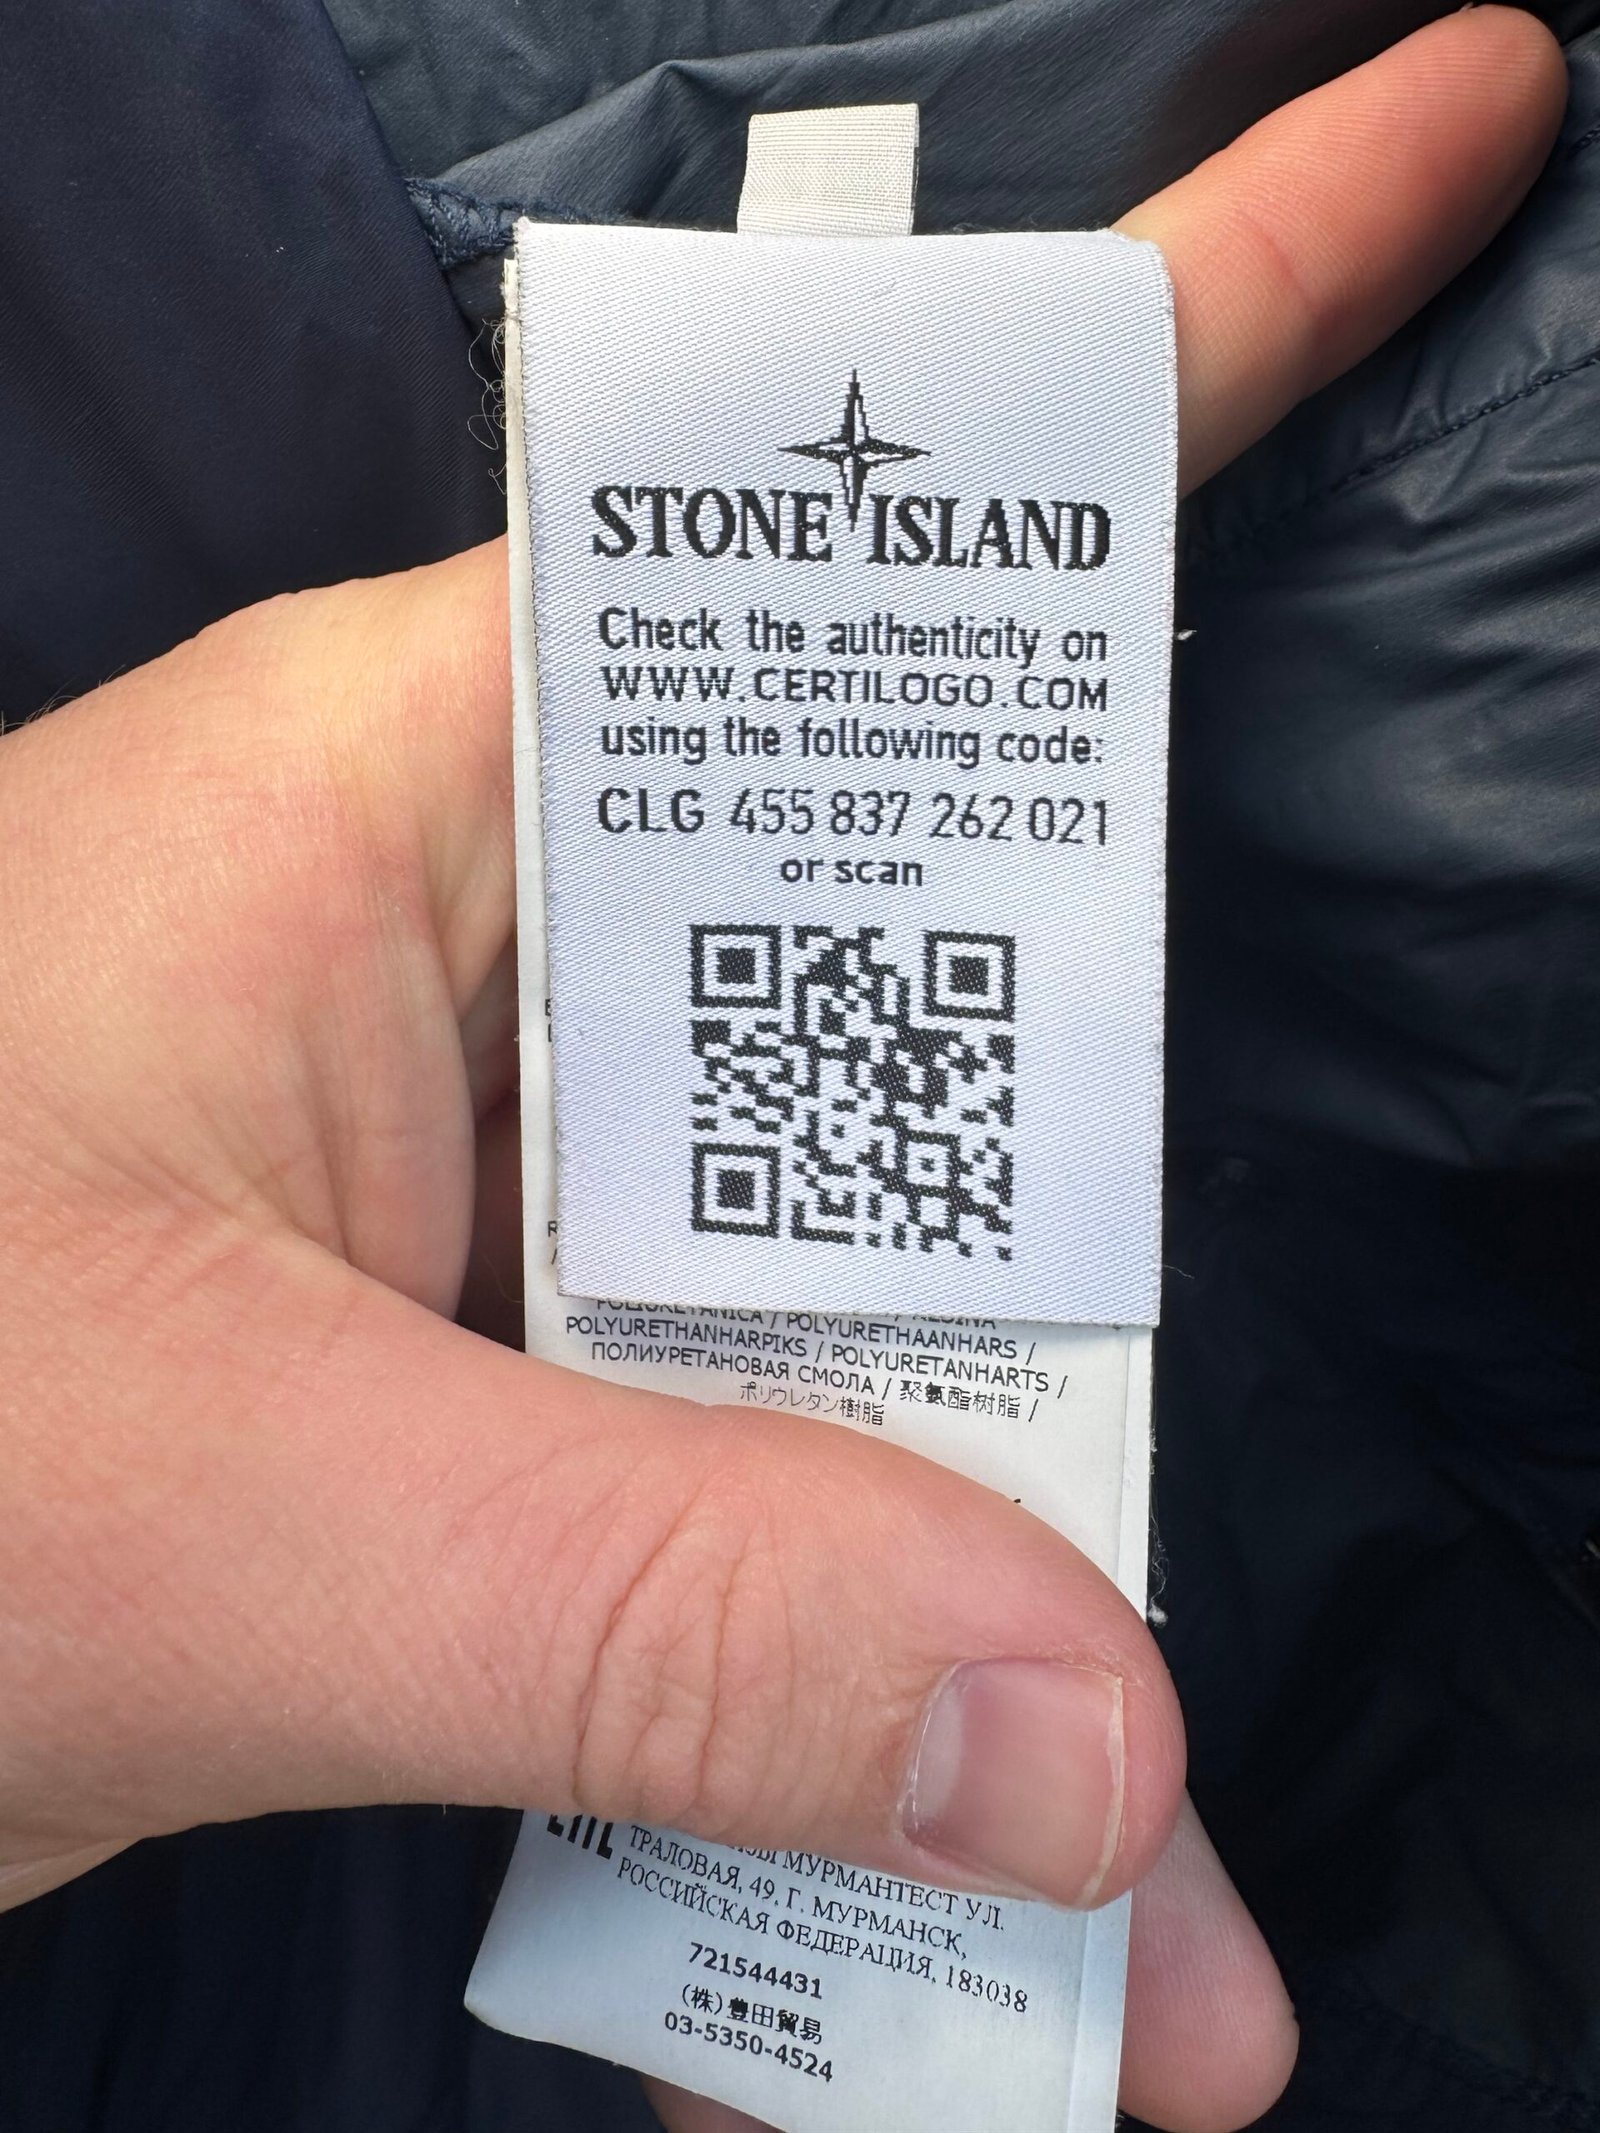 STONE ISLAND
Check the authenticity on
WWW.CERTILOGO.COM
using the following code:
CLG 455 837 262 021
or scan
POLIURETANICA / POLYURETHAANHARS /
POLYURETHANHARPIKS / POLYURETANHARTS /
ПОЛИУРЕТАНОВАЯ СМОЛА / 聚氨酯树脂 /
ポリウレタン樹脂
МУРМАНТЕСТ УЛ.
ТРАЛОВАЯ, 49, Г. МУРМАНСК,
РОССИЙСКАЯ ФЕДЕРАЦИЯ, 183038
721544431
(株)豊田貿易
03-5350-4524